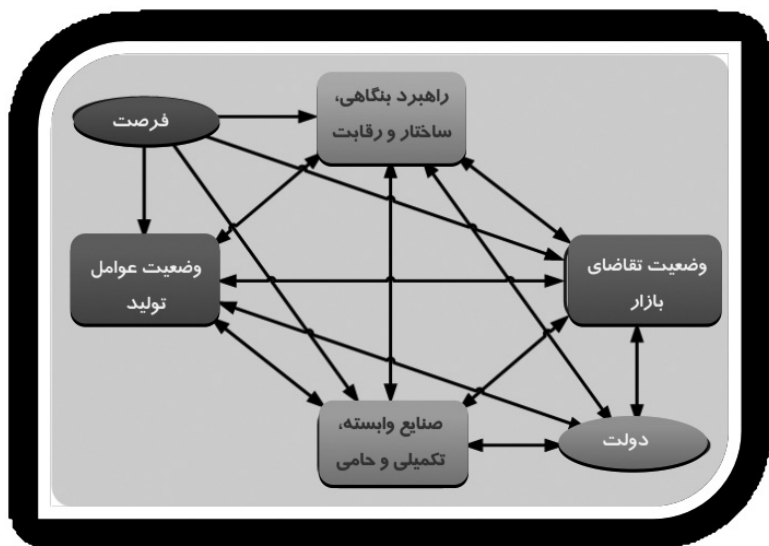 راهبرد بنگاهی،
ساختار و رقابت
فرصت
وضعیت تقاضای
بازار
وضعیت عوامل
تولید
صنایع وابسته،
تکمیلی و حامی
دولت